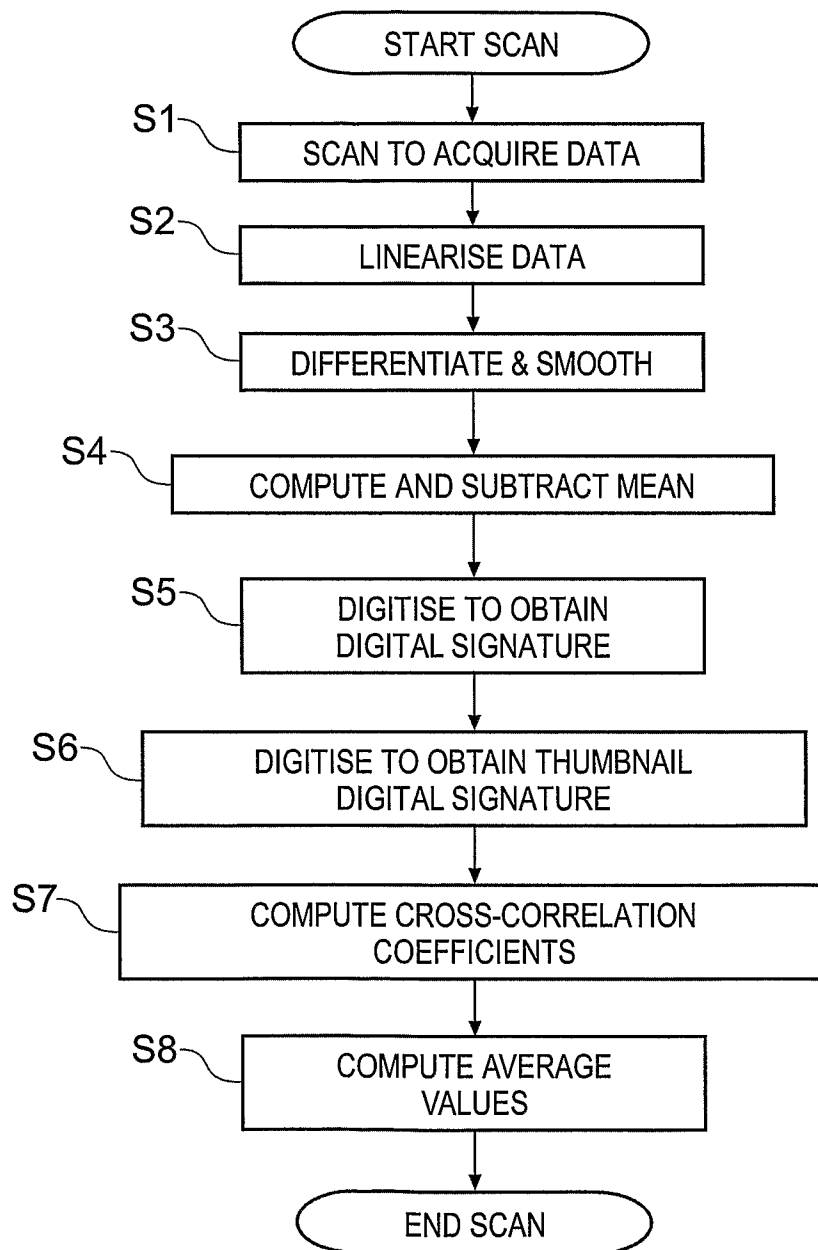 START SCAN
S1
SCAN TO ACQUIRE DATA
S2
LINEARISE DATA
S3
DIFFERENTIATE & SMOOTH
S4
COMPUTE AND SUBTRACT MEAN
S5
DIGITISE TO OBTAIN
DIGITAL SIGNATURE
S6
DIGITISE TO OBTAIN THUMBNAIL
DIGITAL SIGNATURE
S7
COMPUTE CROSS-CORRELATION
COEFFICIENTS
S8
COMPUTE AVERAGE
VALUES
END SCAN